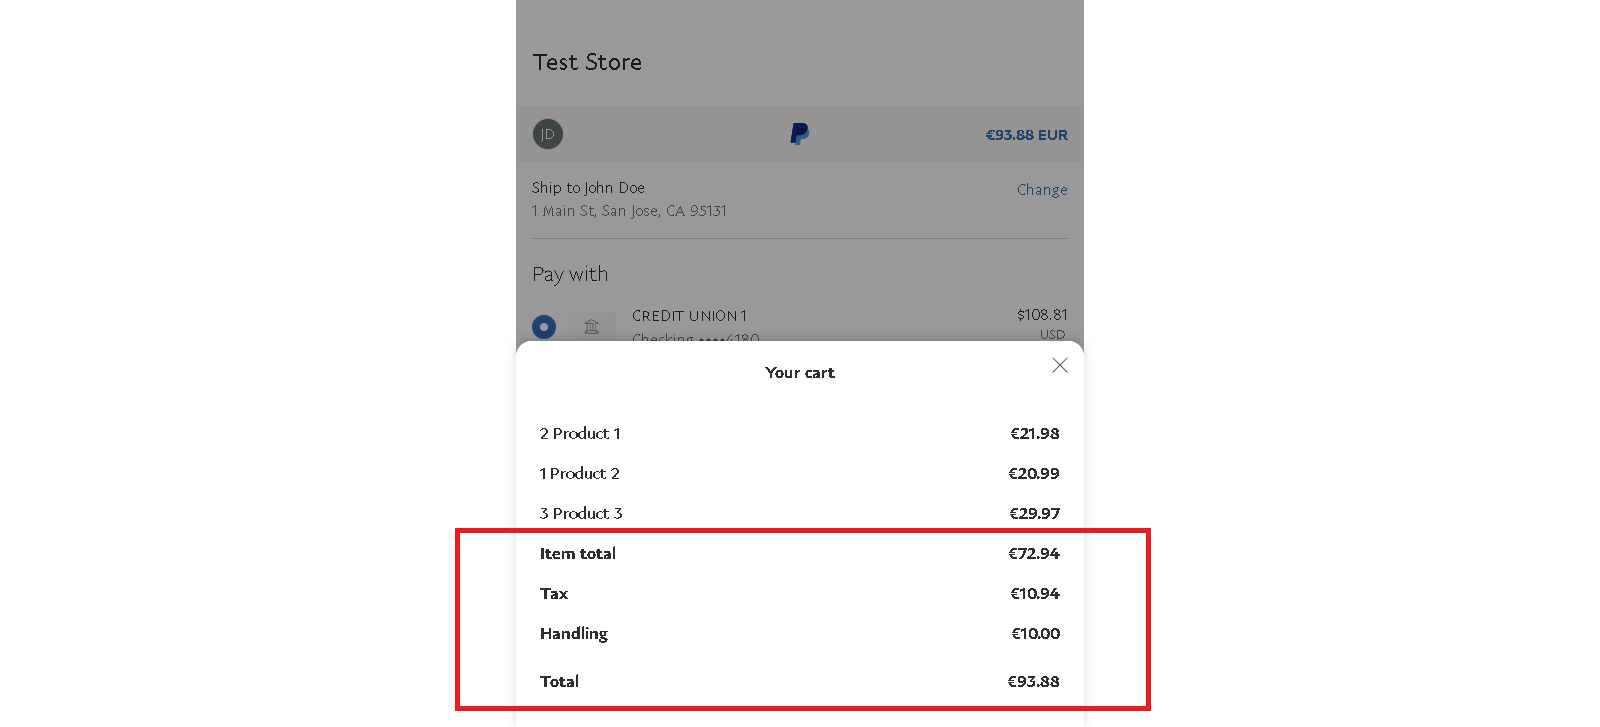 Test Store
JD
€93.88 EUR
Ship to John Doe
Change
1 Main St, San Jose, CA 95131
Pay with
CREDIT UNION 1
$108.81
Checking ••••4180
USD
Your cart
2 Product 1
€21.98
1 Product 2
€20.99
3 Product 3
€29.97
Item total
€72.94
Tax
€10.94
Handling
€10.00
Total
€93.88